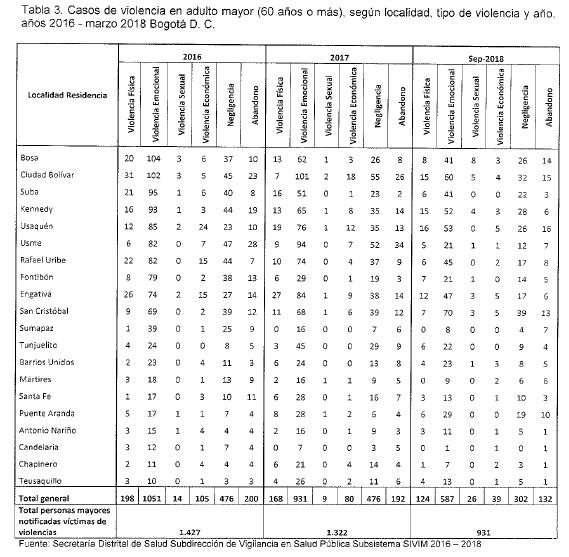 Tabla 3. Casos de violencia en adulto mayor (60 años o más), según localidad, tipo de violencia y año,
años 2016 - marzo 2018 Bogotá D. C.
2016 2017 Sep-2018
Localidad Residencia Violencia Física Violencia Emocional Violencia Sexual Violencia Económica Negligencia Abandono Violencia Física Violencia Emocional Violencia Sexual Violencia Económica Negligencia Abandono Violencia Física Violencia Emocional Violencia Sexual Violencia Económica Negligencia Abandono
Bosa 20 104 3 6 37 10 13 62 1 3 26 8 8 41 8 3 26 14
Ciudad Bolívar 31 102 3 5 45 23 7 101 2 18 55 26 15 60 5 4 32 15
Suba 21 95 1 6 40 8 16 51 0 1 23 2 6 41 0 0 22 3
Kennedy 16 93 1 3 44 19 13 65 1 8 35 14 15 52 4 3 28 6
Usaquén 12 85 2 24 23 10 19 76 1 12 35 13 16 53 0 5 26 16
Usme 6 82 0 7 47 28 9 94 0 7 52 34 5 21 1 1 12 7
Rafael Uribe 22 82 0 15 44 7 10 74 0 4 37 9 6 45 0 2 17 8
Fontibón 8 79 0 2 38 13 6 29 0 1 19 3 7 21 1 0 14 5
Engativá 26 74 2 15 27 14 27 84 1 9 38 14 12 47 3 5 17 6
San Cristóbal 9 69 0 2 39 12 11 68 1 6 39 12 7 70 3 5 39 13
Sumapaz 1 39 0 1 25 9 0 16 0 0 7 6 0 8 0 0 4 7
Tunjuelito 4 24 0 0 8 5 3 45 0 0 29 9 6 22 0 0 9 4
Barrios Unidos 2 23 0 4 11 3 6 24 0 0 13 8 4 23 1 3 8 5
Mártires 3 18 0 1 13 9 2 16 1 1 9 5 0 9 0 2 6 6
Santa Fe 1 17 0 3 10 11 6 28 0 1 16 7 3 13 0 1 10 3
Puente Aranda 5 17 1 1 7 4 8 28 1 2 6 4 6 29 0 0 19 10
Antonio Nariño 3 15 1 4 4 4 2 16 0 1 9 3 3 11 0 1 5 1
Candelaria 3 12 0 1 7 4 0 7 0 0 3 5 0 1 0 1 0 1
Chapinero 2 11 0 4 4 4 6 21 0 4 14 4 1 7 0 2 3 1
Teusaquillo 3 10 0 1 3 3 4 26 0 2 11 6 4 13 0 1 5 1
Total general 198 1051 14 105 476 200 168 931 9 80 476 192 124 587 26 39 302 132
Total personas mayores
notificadas víctimas de
violencias 1.427 1.322 931
Fuente: Secretaría Distrital de Salud Subdirección de Vigilancia en Salud Pública Subsistema SIVIM 2016 – 2018